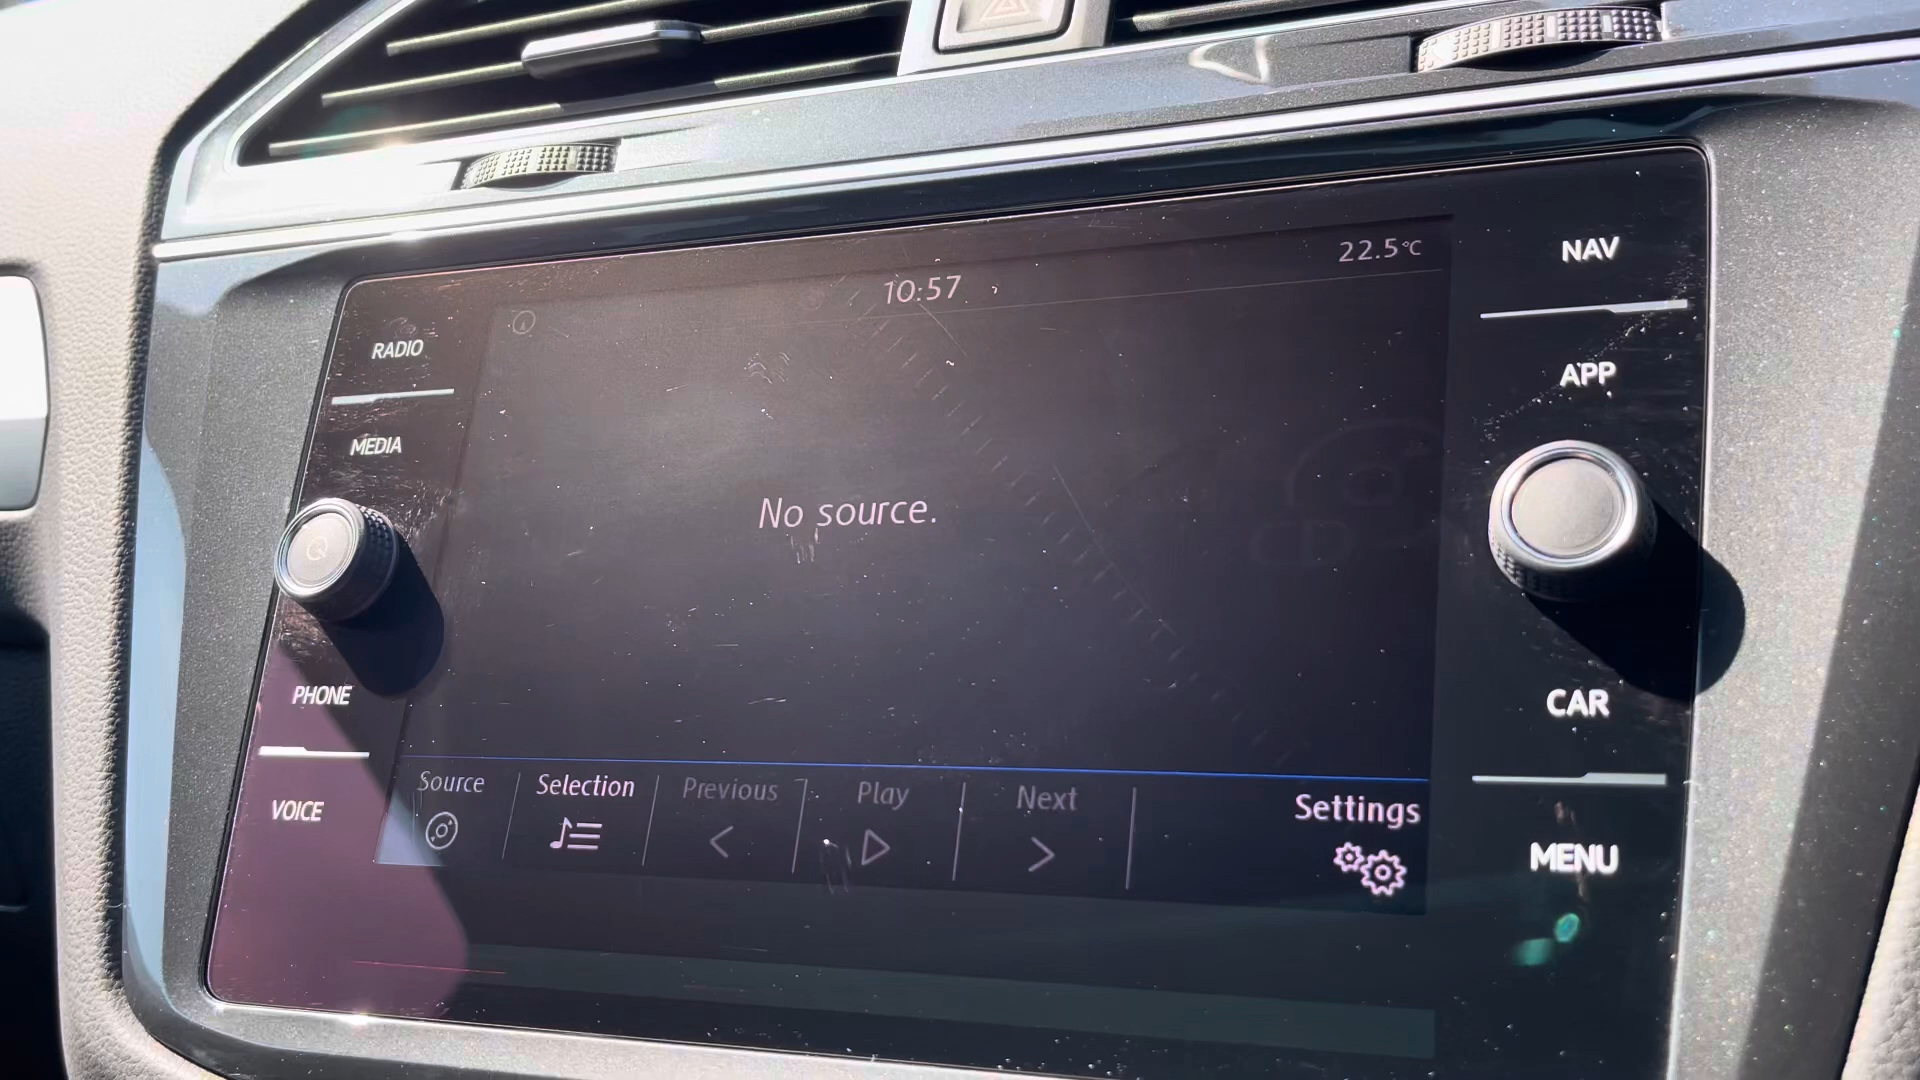 10:57
22.5°C
RADIO
MEDIA
PHONE
VOICE
No source.
Source
Selection
Previous
Play
Next
Settings
NAV
APP
CAR
MENU
CD